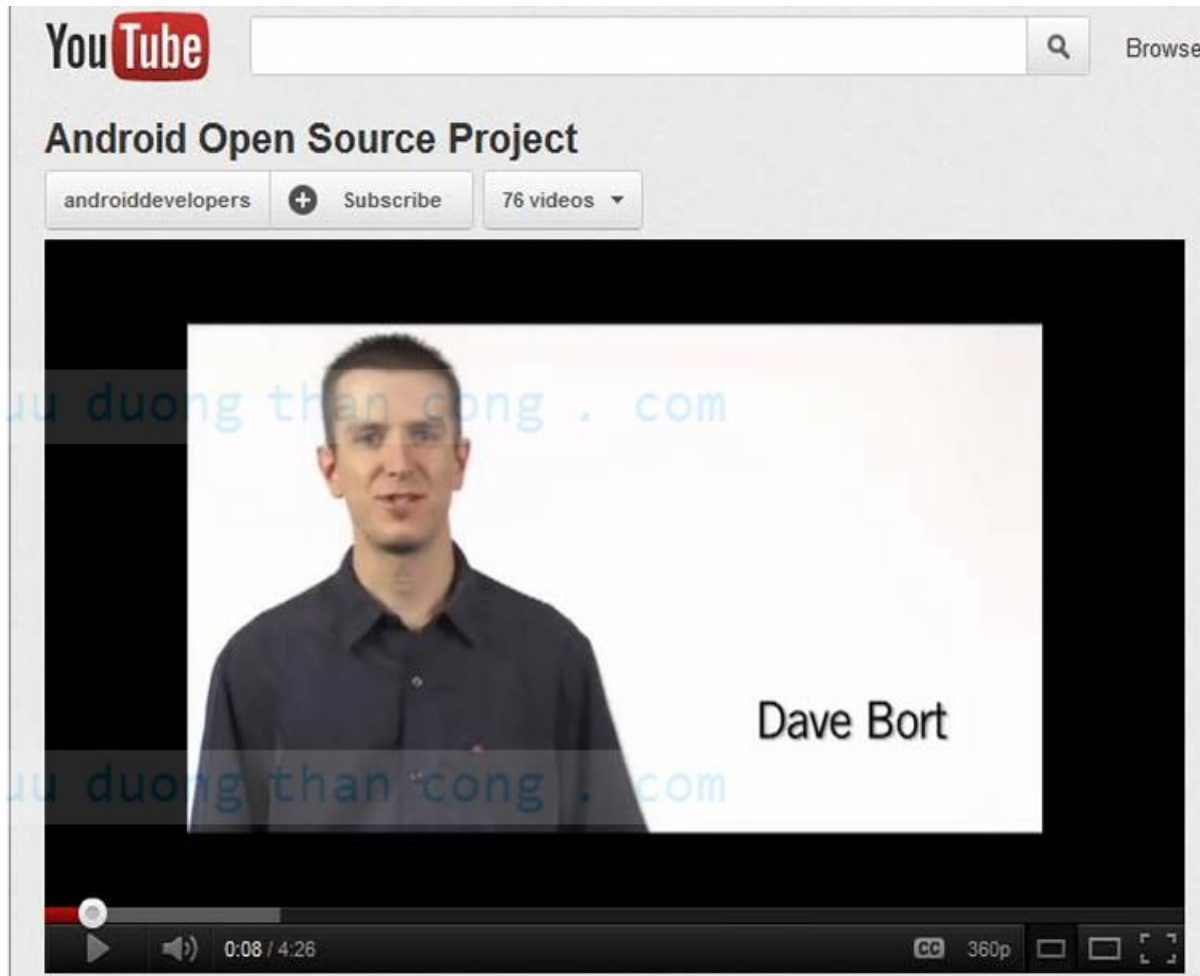 YouTube
Browse
Android Open Source Project
androiddevelopers Subscribe 76 videos
uu duong than cong . com
Dave Bort
uu duong than cong . com
0:08 / 4:26 CC 360p